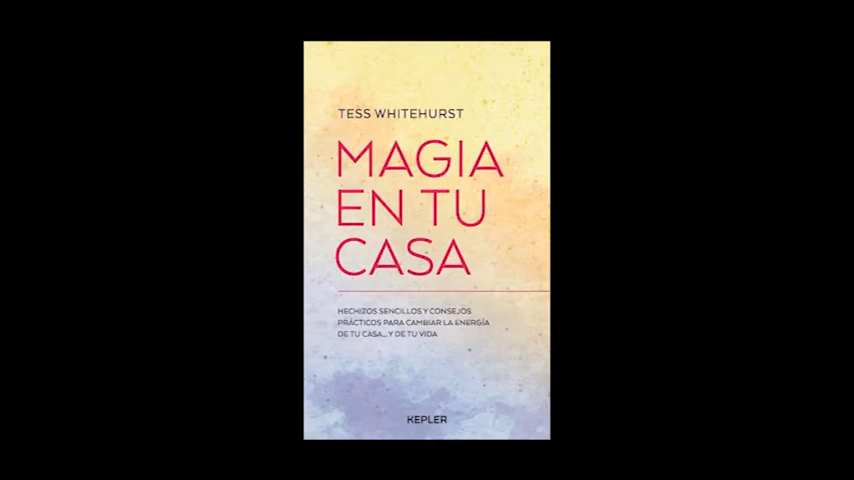 TESS WHITEHURST
MAGIA
EN TU
CASA
HECHIZOS SENCILLOS Y CONSEJOS
PRÁCTICOS PARA CAMBIAR LA ENERGÍA
DE TU CASA... Y DE TU VIDA
KEPLER